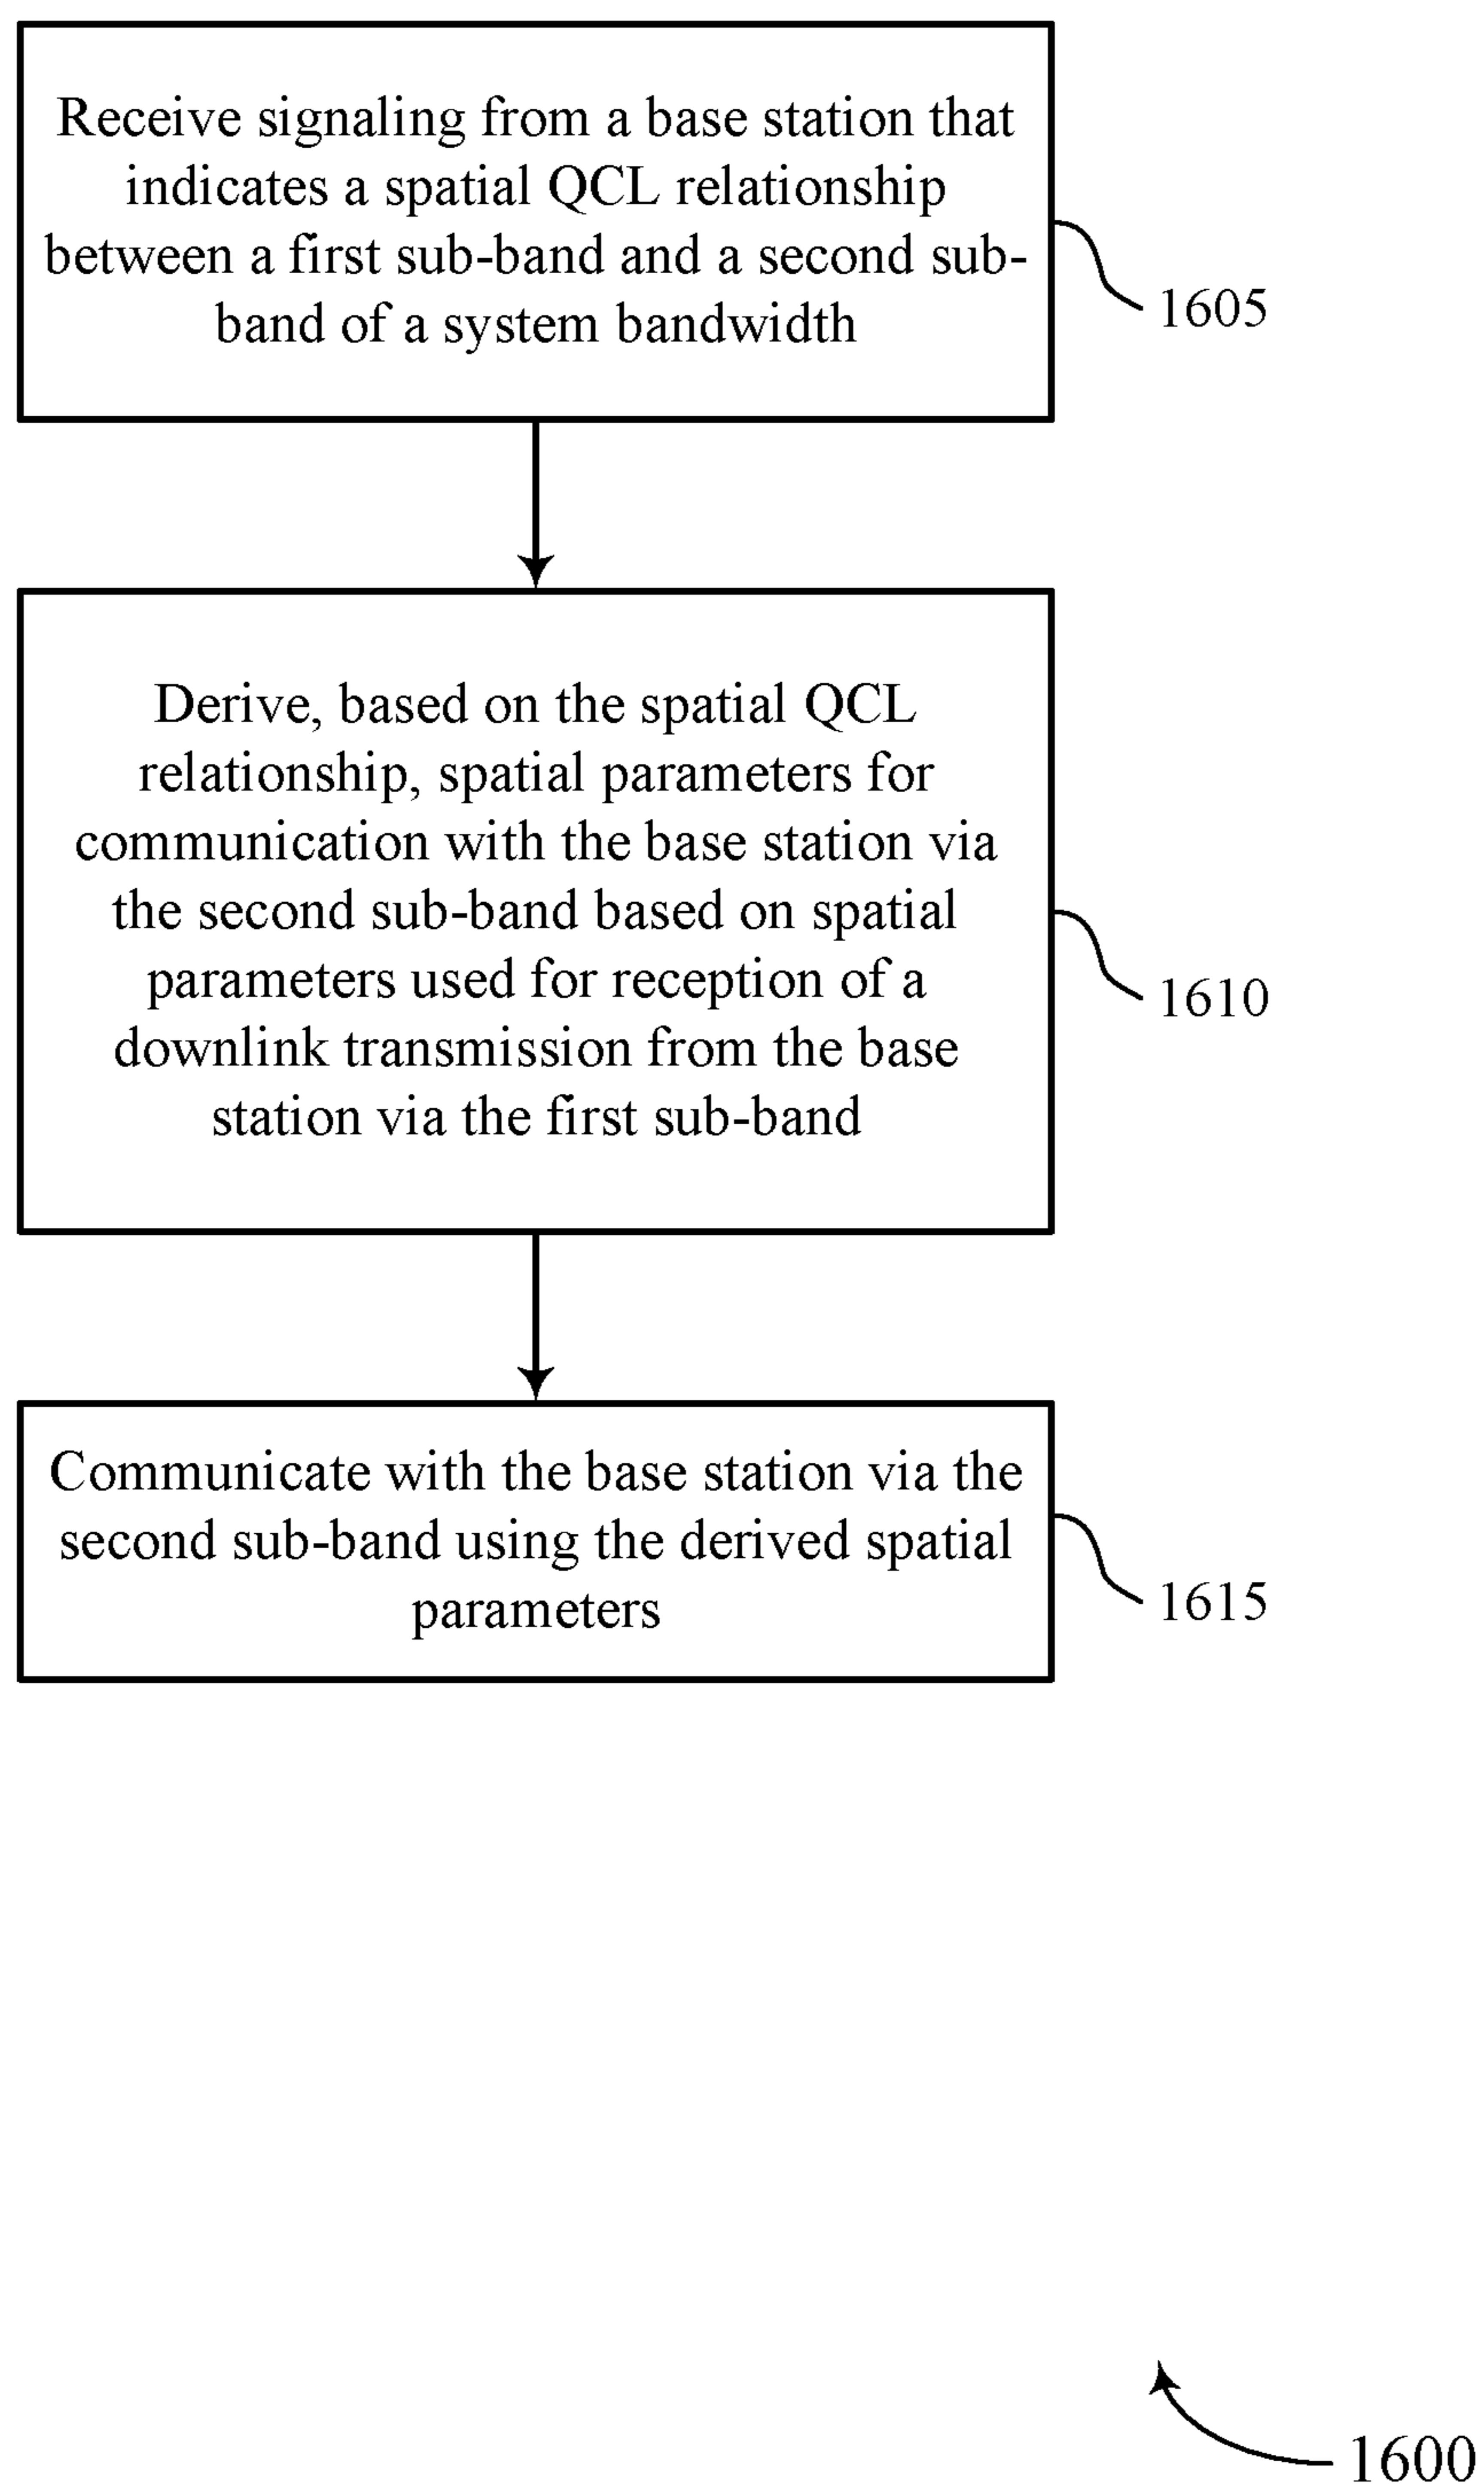 Receive signaling from a base station that
indicates a spatial QCL relationship
between a first sub-band and a second sub-
band of a system bandwidth
1605
Derive, based on the spatial QCL
relationship, spatial parameters for
communication with the base station via
the second sub-band based on spatial
parameters used for reception of a
downlink transmission from the base
station via the first sub-band
1610
Communicate with the base station via the
second sub-band using the derived spatial
parameters
1615
1600